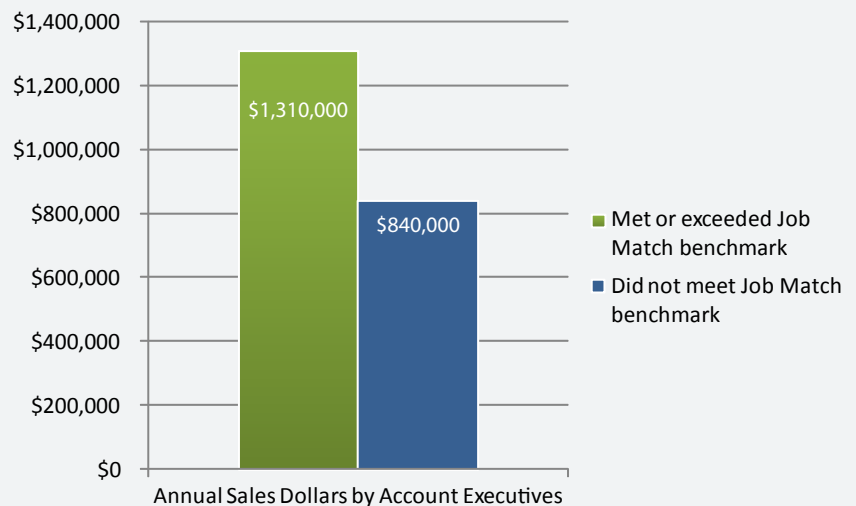 $1,400,000
$1,200,000
$1,000,000
$800,000
$600,000
$400,000
$200,000
$0
$1,310,000
$840,000
Annual Sales Dollars by Account Executives
Met or exceeded Job
Match benchmark
Did not meet Job Match
benchmark